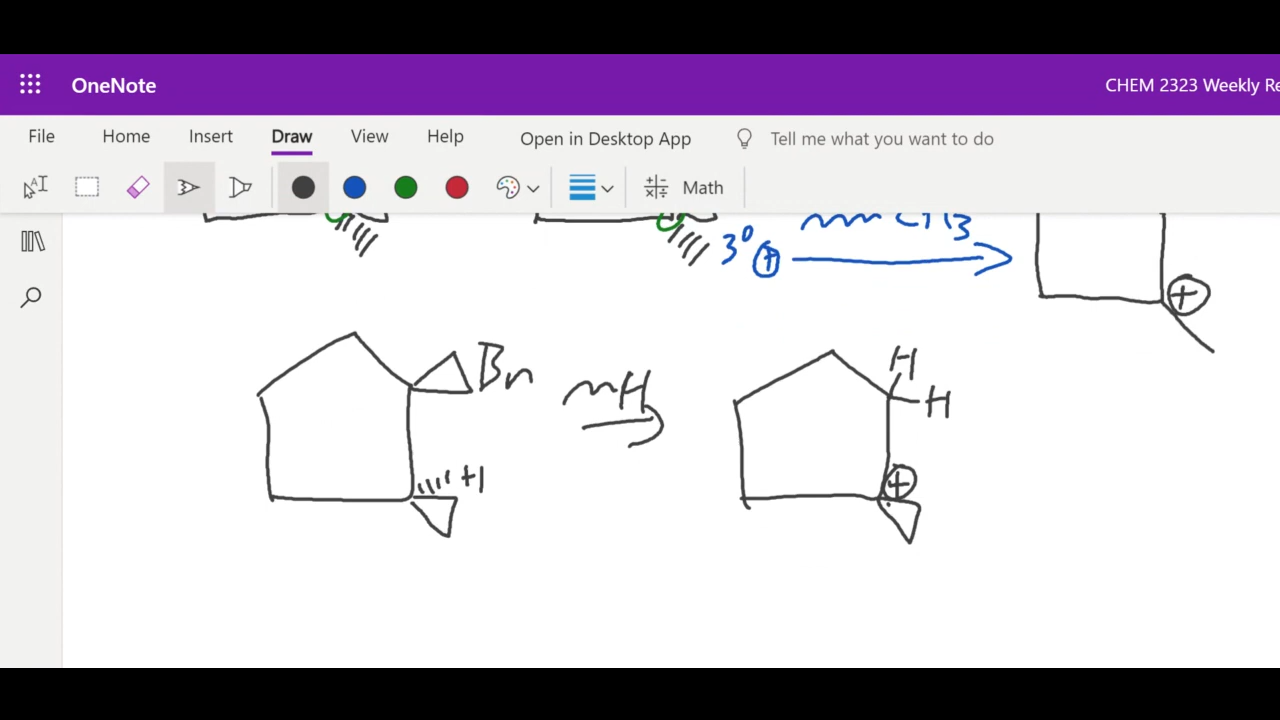 OneNote
CHEM 2323 Weekly Re
File Home Insert Draw View Help Open in Desktop App Tell me what you want to do
Math
3° + CH3
+
Br
H
H
H
H
+